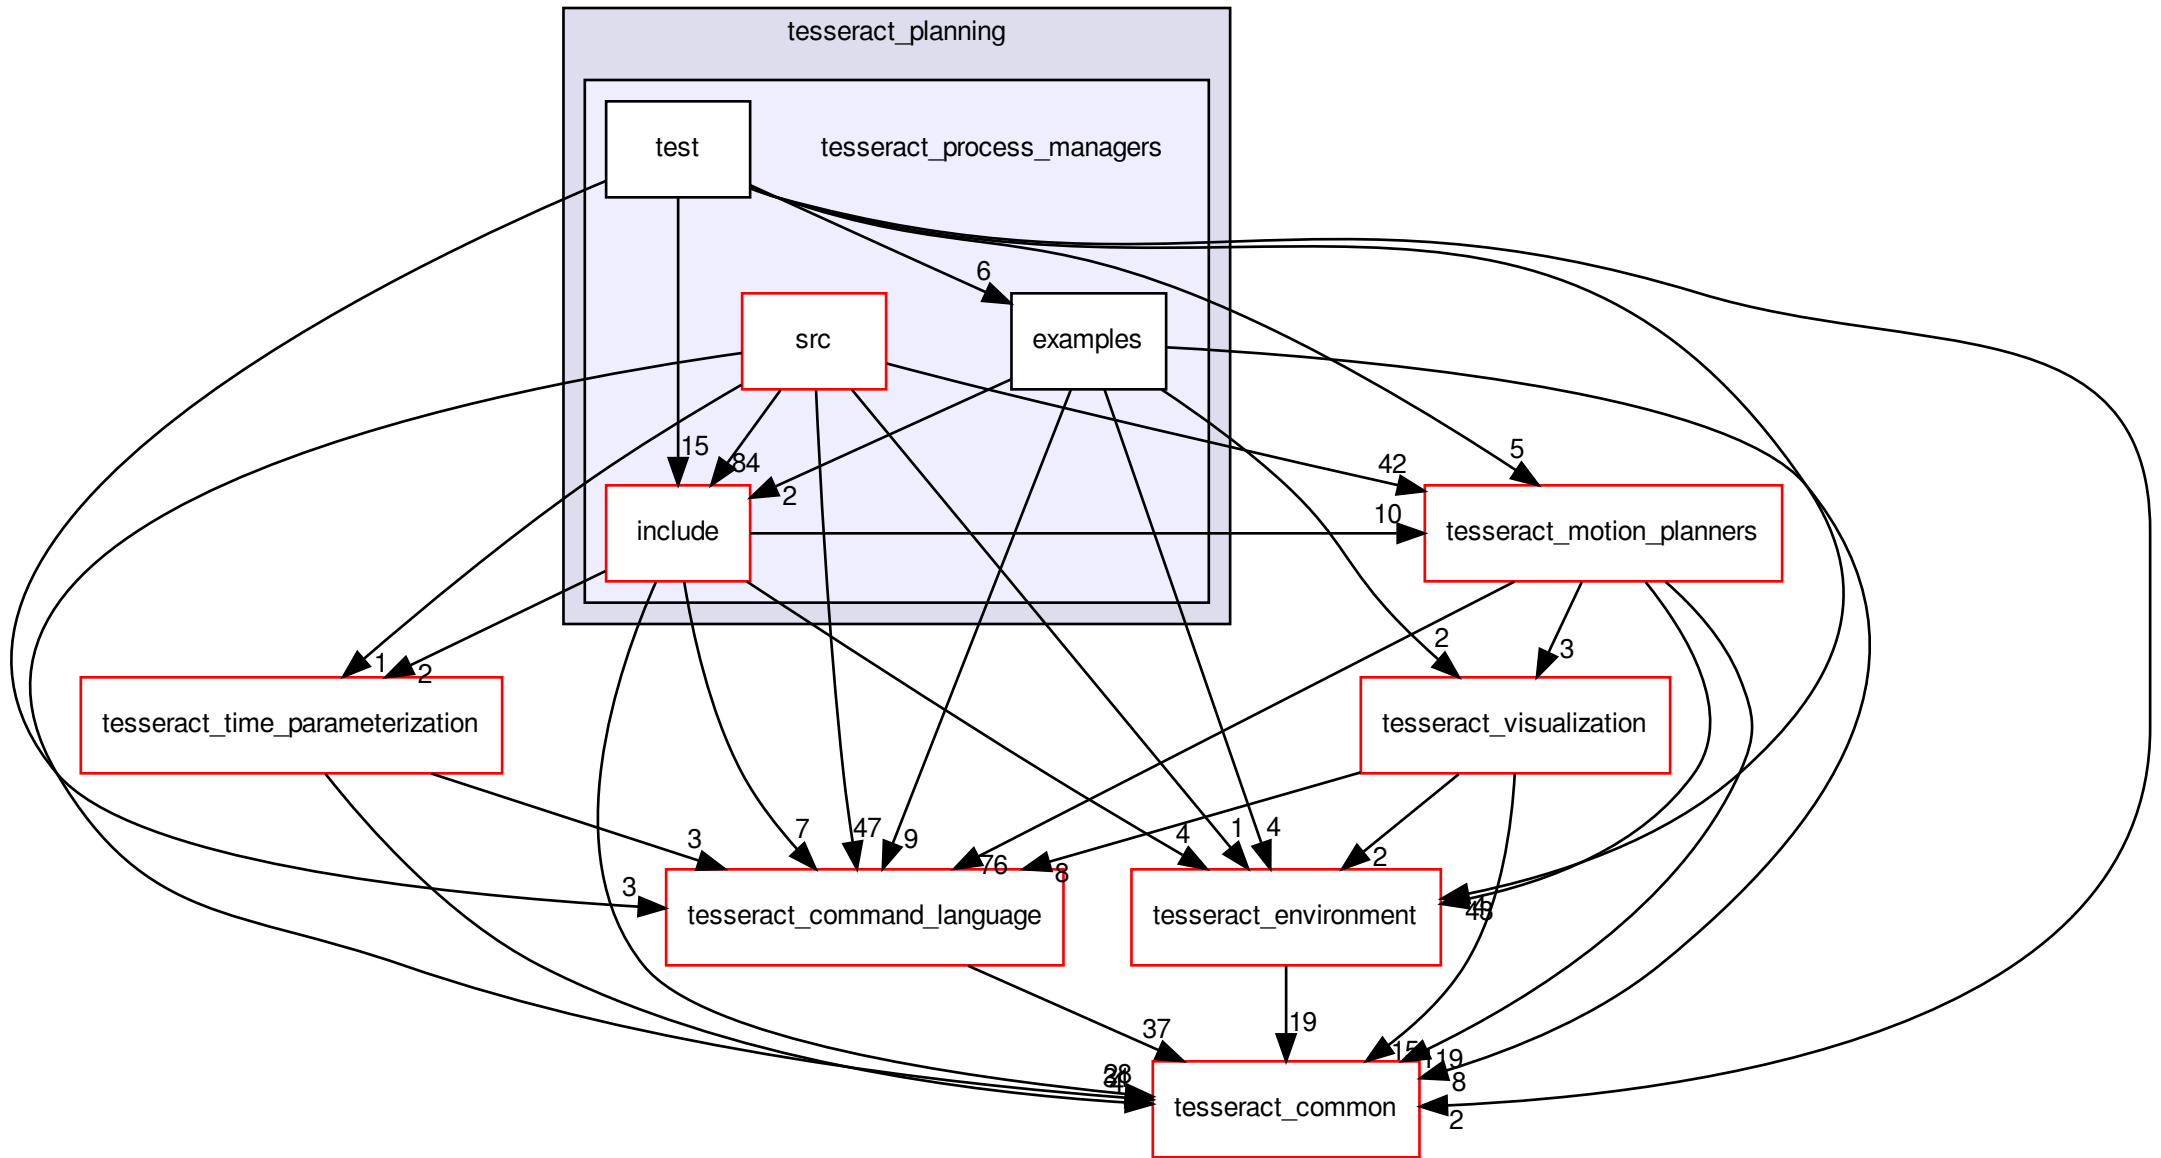 tesseract_planning
test
tesseract_process_managers
6
src
examples
15
84
2
5
42
10
include
tesseract_motion_planners
1
2
2
3
tesseract_time_parameterization
tesseract_visualization
3
7
47
9
76
8
4
1
4
2
3
tesseract_command_language
tesseract_environment
37
19
8
2
tesseract_common